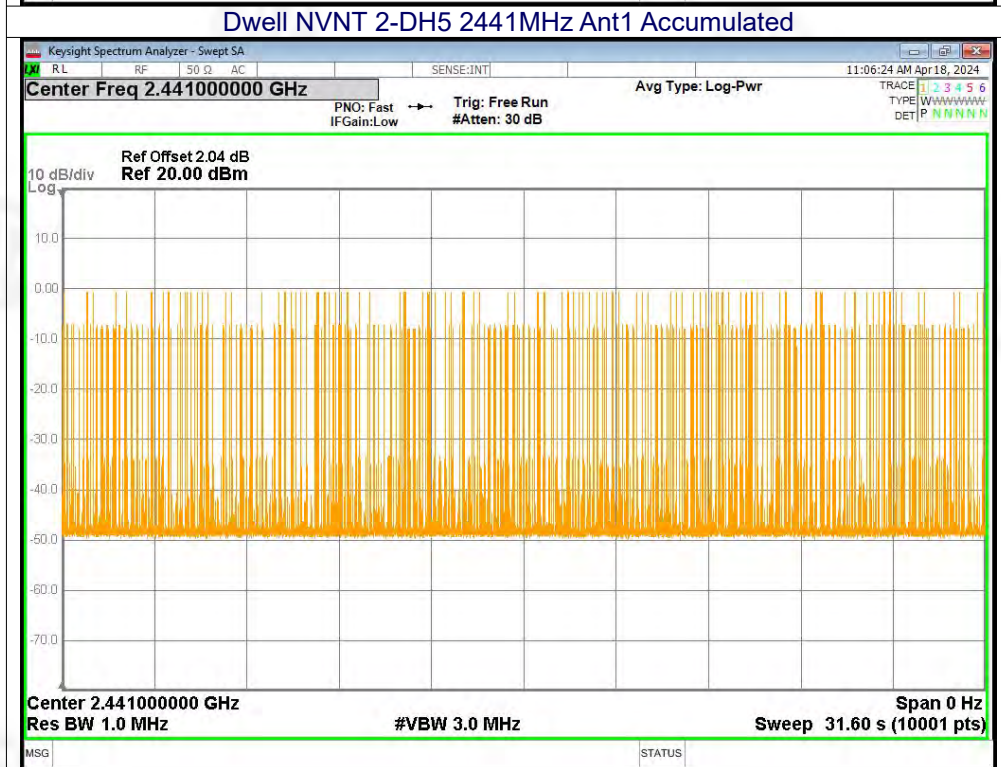 Dwell NVNT 2-DH5 2441MHz Ant1 Accumulated
Keysight Spectrum Analyzer - Swept SA
LXI RL RF 50 Ω AC SENSE:INT 11:06:24 AM Apr 18, 2024
Center Freq 2.441000000 GHz Avg Type: Log-Pwr TRACE 1 2 3 4 5 6
PNO: Fast Trig: Free Run TYPE WWWWWWW
IFGain:Low #Atten: 30 dB DET P N N N N N
Ref Offset 2.04 dB
10 dB/div Ref 20.00 dBm
Log
10.0
0.00
-10.0
-20.0
-30.0
-40.0
-50.0
-60.0
-70.0
Center 2.441000000 GHz Span 0 Hz
Res BW 1.0 MHz #VBW 3.0 MHz Sweep 31.60 s (10001 pts)
MSG STATUS